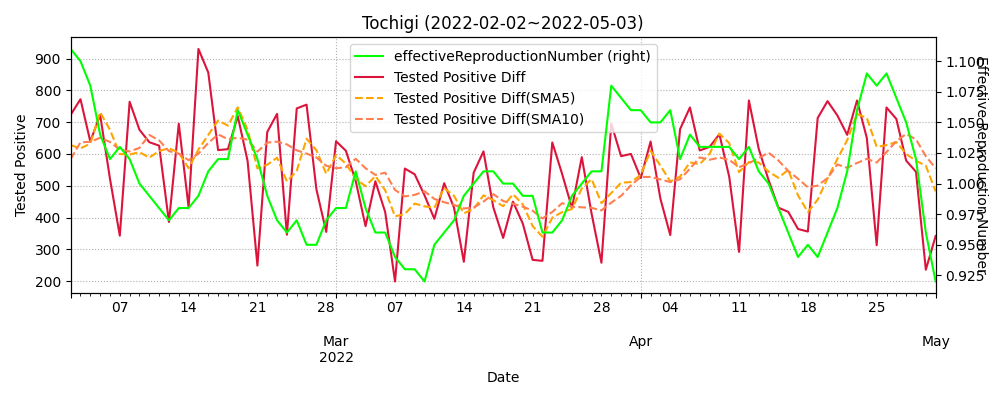 Tochigi (2022-02-02~2022-05-03)
effectiveReproductionNumber (right)
Tested Positive Diff
Tested Positive Diff(SMA5)
Tested Positive Diff(SMA10)
Tested Positive
900
800
700
600
500
400
300
200
1.100
1.075
1.050
1.025
1.000
0.975
0.950
0.925
Effective Reproduction Number
07 14 21 28 07 14 21 28 04 11 18 25
Mar Apr May
2022
Date